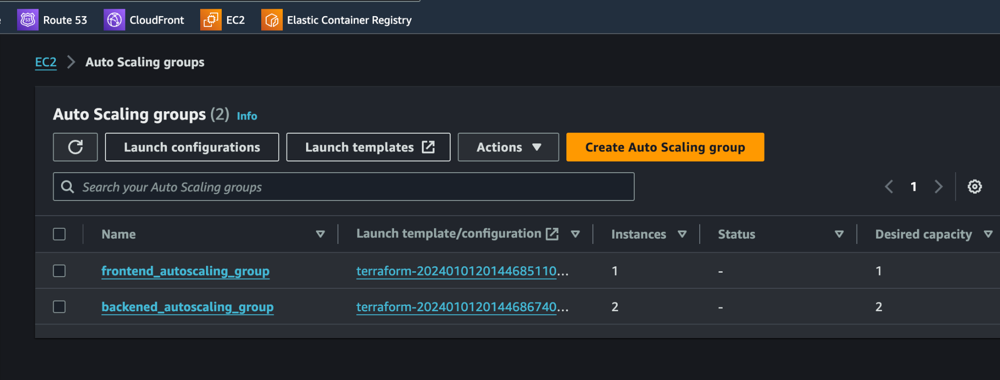 Route 53 CloudFront EC2 Elastic Container Registry
EC2 Auto Scaling groups
Auto Scaling groups (2) Info
Launch configurations Launch templates Actions Create Auto Scaling group
Search your Auto Scaling groups 1
Name Launch template/configuration Instances Status Desired capacity
frontend_autoscaling_group terraform-2024010120144685110... 1 - 1
backened_autoscaling_group terraform-2024010120144686740... 2 - 2